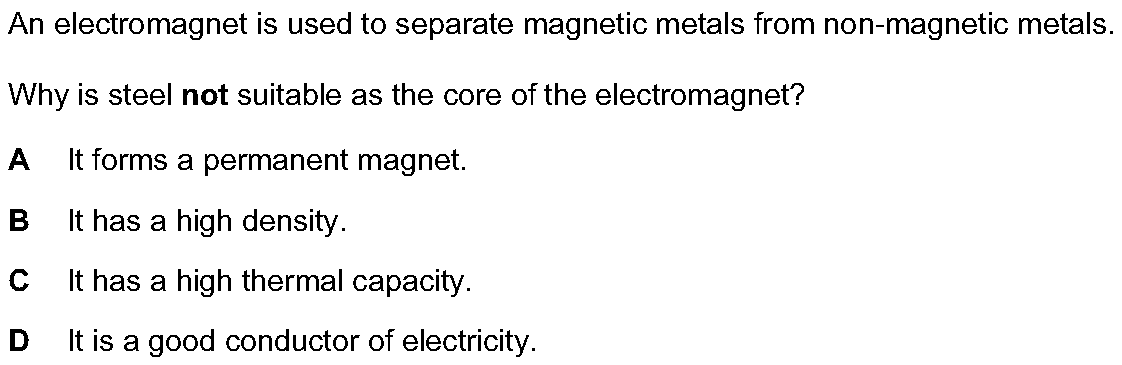 An electromagnet is used to separate magnetic metals from non-magnetic metals.
Why is steel not suitable as the core of the electromagnet?
A It forms a permanent magnet.
B It has a high density.
C It has a high thermal capacity.
D It is a good conductor of electricity.